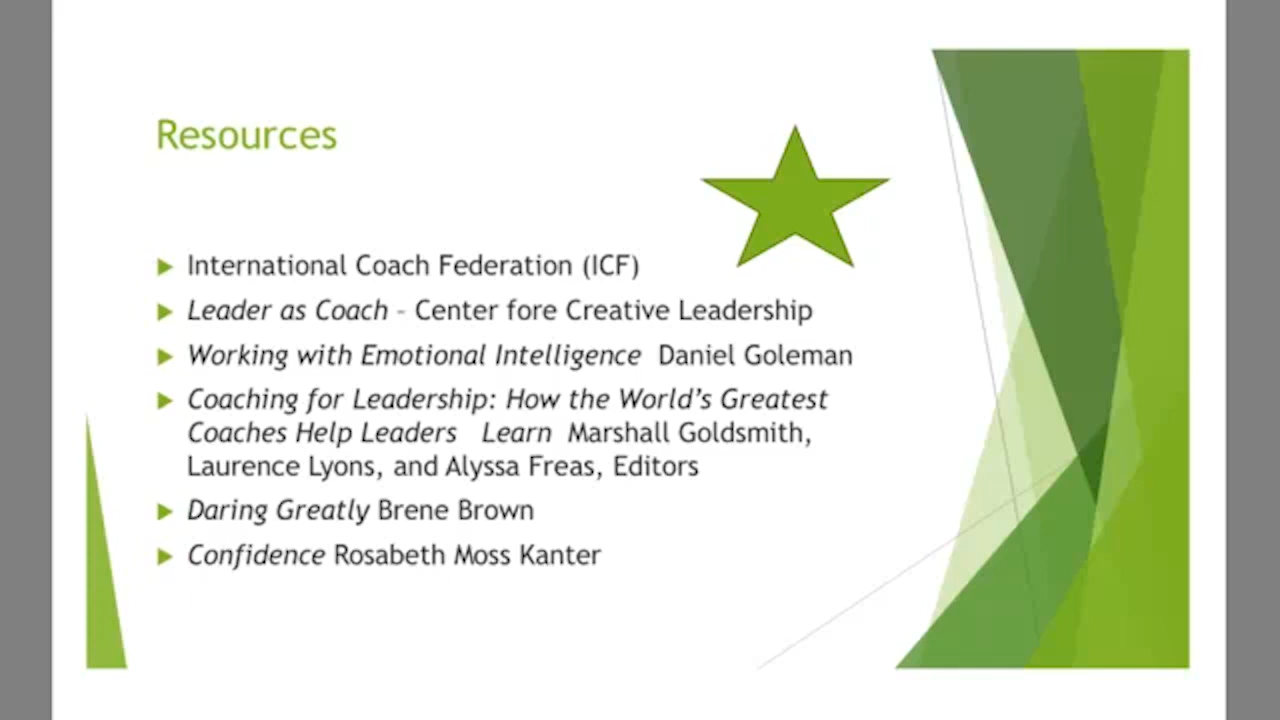 Resources
International Coach Federation (ICF)
Leader as Coach – Center fore Creative Leadership
Working with Emotional Intelligence  Daniel Goleman
Coaching for Leadership: How the World’s Greatest
Coaches Help Leaders   Learn  Marshall Goldsmith,
Laurence Lyons, and Alyssa Freas, Editors
Daring Greatly Brene Brown
Confidence Rosabeth Moss Kanter